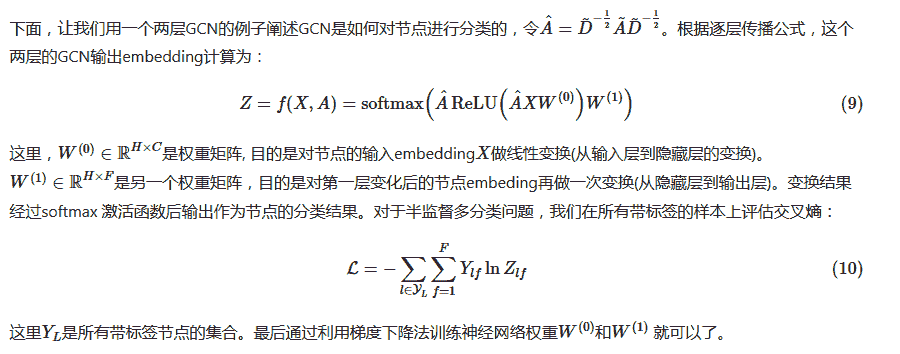 下面，让我们用一个两层GCN的例子阐述GCN是如何对节点进行分类的，令Â = D̃^{-1/2}ÃD̃^{-1/2}。根据逐层传播公式，这个
两层的GCN输出embedding计算为：
Z = f(X, A) = softmax(Â ReLU(ÂXW^{(0)})W^{(1)}) (9)
这里，W^{(0)} ∈ ℝ^{H×C}是权重矩阵, 目的是对节点的输入embedding X做线性变换(从输入层到隐藏层的变换)。
W^{(1)} ∈ ℝ^{H×F}是另一个权重矩阵，目的是对第一层变化后的节点embeding再做一次变换(从隐藏层到输出层)。变换结果
经过softmax 激活函数后输出作为节点的分类结果。对于半监督多分类问题，我们在所有带标签的样本上评估交叉熵：
ℒ = −∑_{l∈𝒴_L} ∑_{f=1}^{F} Y_{lf} ln Z_{lf} (10)
这里Y_L是所有带标签节点的集合。最后通过利用梯度下降法训练神经网络权重W^{(0)}和W^{(1)} 就可以了。